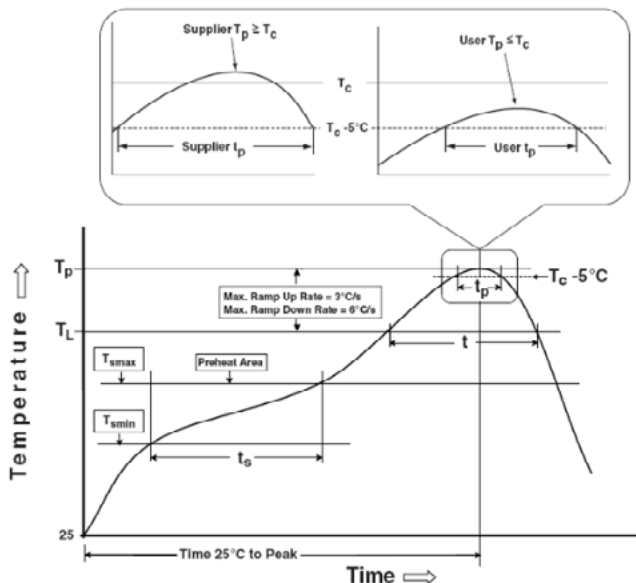 Supplier Tp ≥ Tc
User Tp ≤ Tc
Tc
Tc -5°C
Supplier tp
User tp
Tp
Tc -5°C
tp
Max. Ramp Up Rate = 3°C/s
Max. Ramp Down Rate = 6°C/s
TL
t
Tsmax
Preheat Area
Tsmin
ts
Temperature
25
Time 25°C to Peak
Time